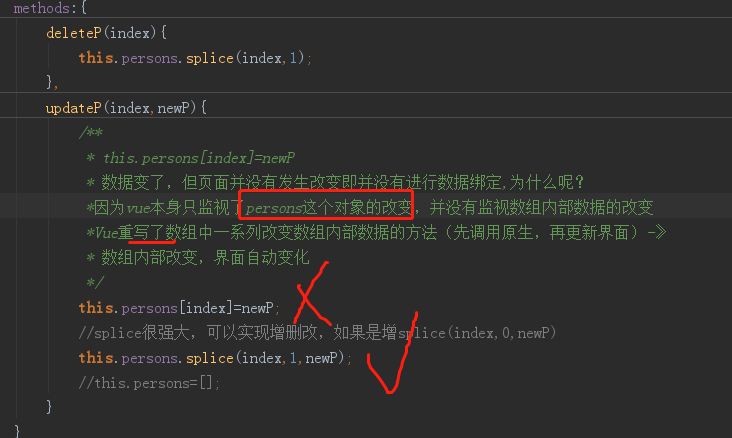 methods:{
deleteP(index){
this.persons.splice(index,1);
},
updateP(index,newP){
/**
* this.persons[index]=newP
* 数据变了，但页面并没有发生改变即并没有进行数据绑定,为什么呢?
*因为vue本身只监视了persons这个对象的改变，并没有监视数组内部数据的改变
*Vue重写了数组中一系列改变数组内部数据的方法（先调用原生，再更新界面）-》
* 数组内部改变，界面自动变化
*/
this.persons[index]=newP;
//splice很强大，可以实现增删改，如果是增splice(index,0,newP)
this.persons.splice(index,1,newP);
//this.persons=[];
}
}